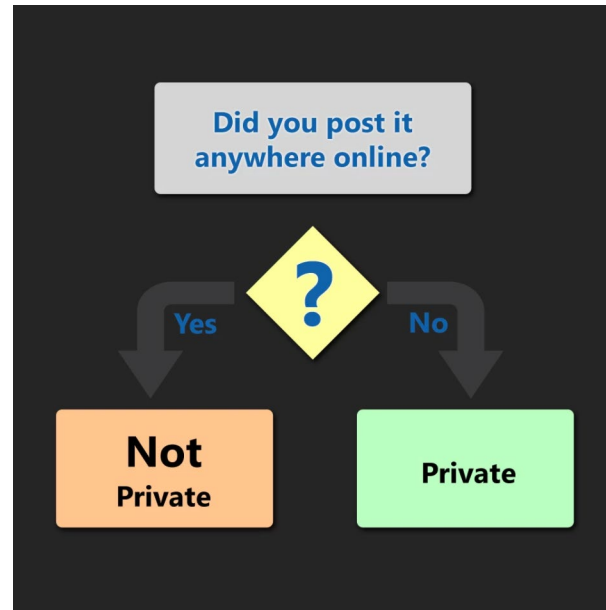 Did you post it
anywhere online?
?
Yes
No
Not
Private
Private